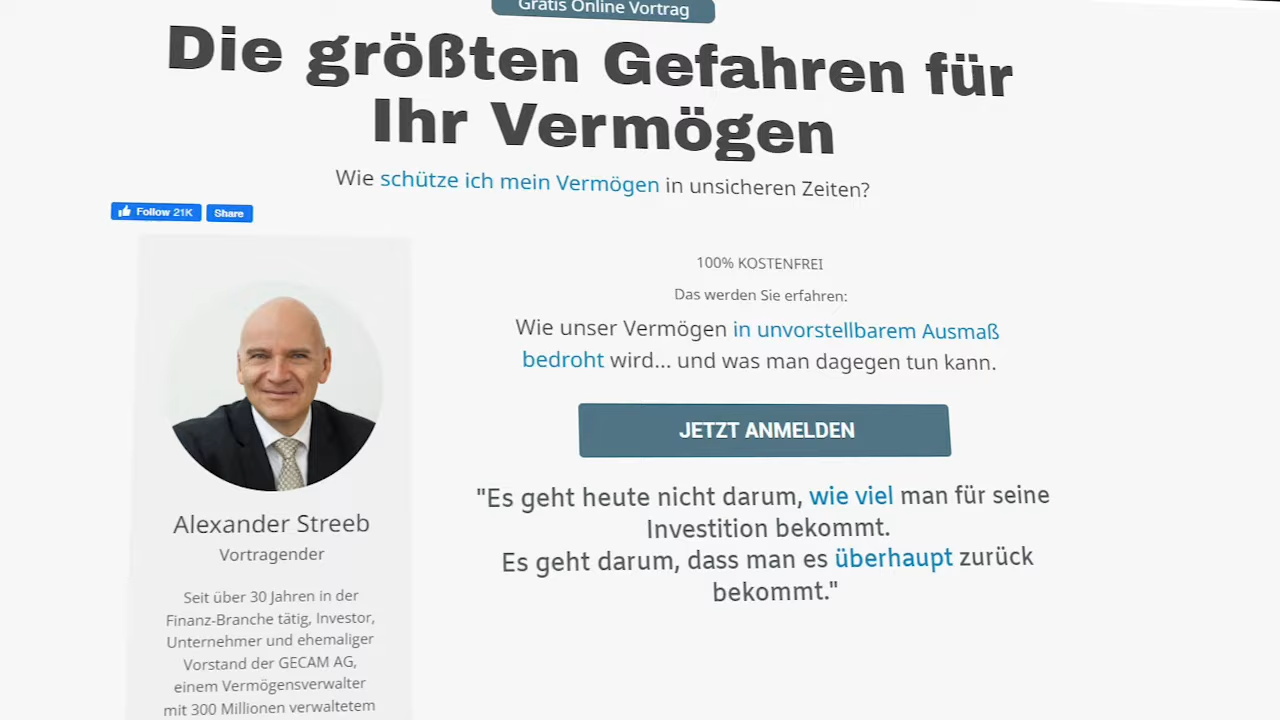 Gratis Online Vortrag
Die größten Gefahren für
Ihr Vermögen
Wie schütze ich mein Vermögen in unsicheren Zeiten?
Follow 21K
Share
Alexander Streeb
Vortragender
Seit über 30 Jahren in der
Finanz-Branche tätig, Investor,
Unternehmer und ehemaliger
Vorstand der GECAM AG,
einem Vermögensverwalter
mit 300 Millionen verwaltetem
100% KOSTENFREI
Das werden Sie erfahren:
Wie unser Vermögen in unvorstellbarem Ausmaß
bedroht wird... und was man dagegen tun kann.
JETZT ANMELDEN
"Es geht heute nicht darum, wie viel man für seine
Investition bekommt.
Es geht darum, dass man es überhaupt zurück
bekommt."